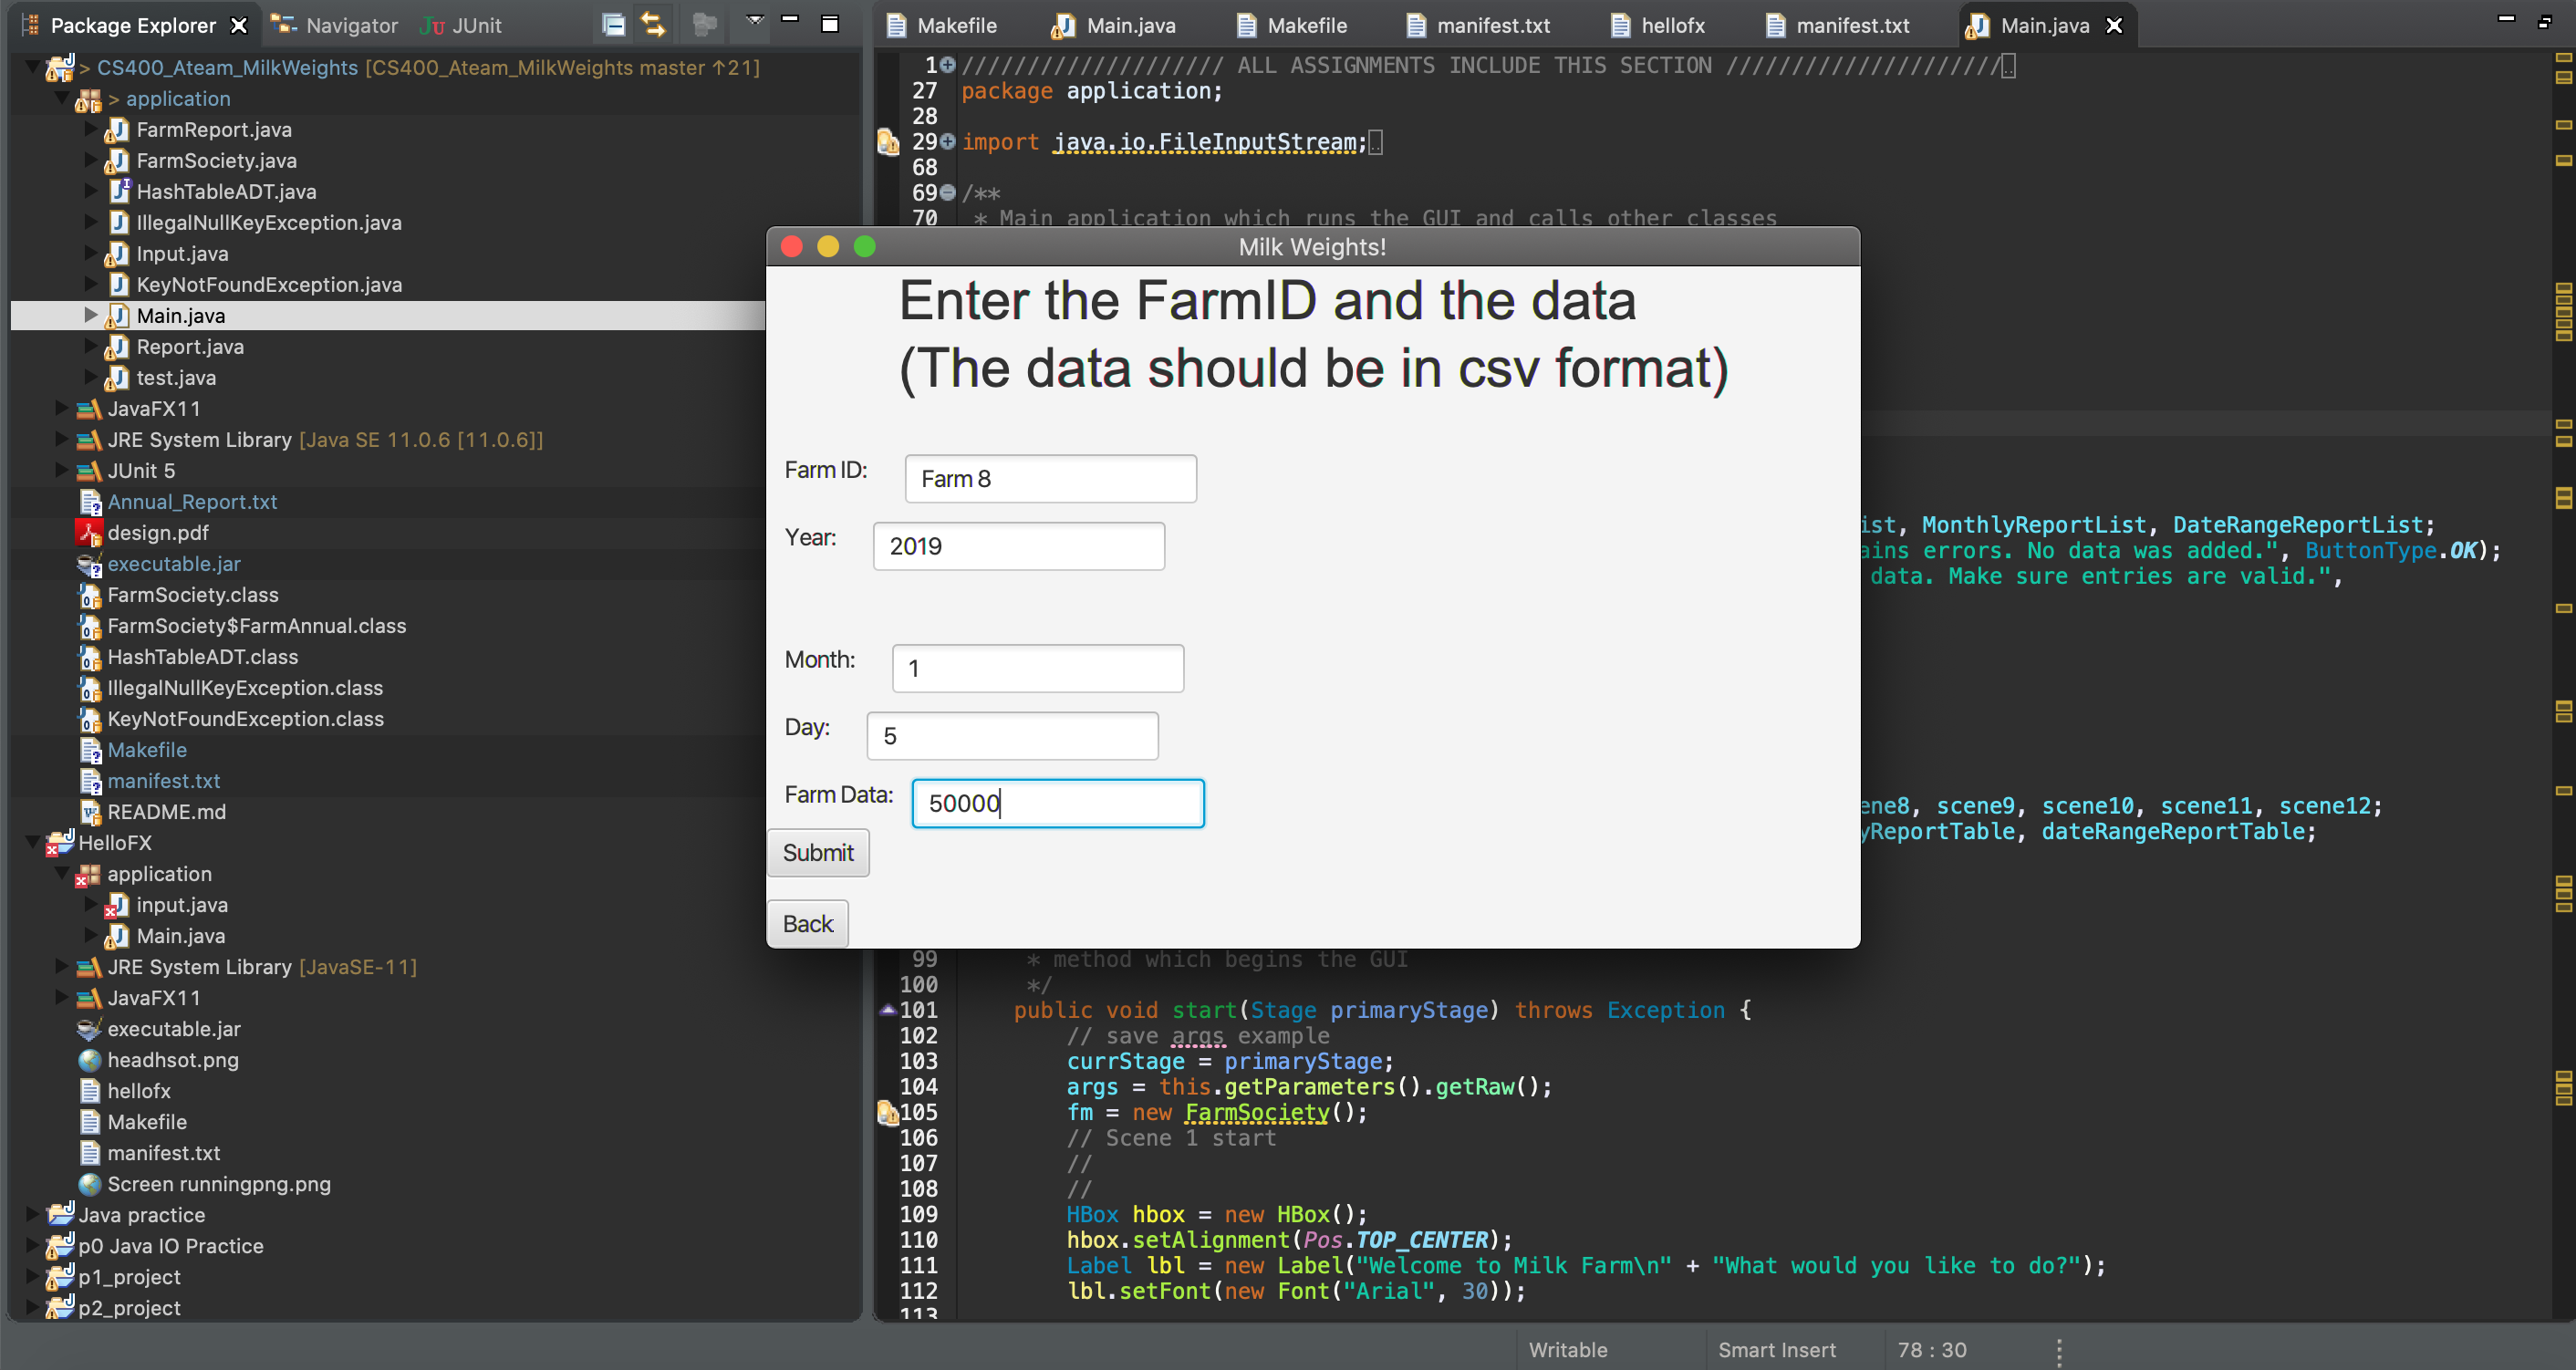 Package Explorer Navigator JUnit
> CS400_Ateam_MilkWeights [CS400_Ateam_MilkWeights master ↑21]
> application
FarmReport.java
FarmSociety.java
HashTableADT.java
IllegalNullKeyException.java
Input.java
KeyNotFoundException.java
Main.java
Report.java
test.java
JavaFX11
JRE System Library [Java SE 11.0.6 [11.0.6]]
JUnit 5
Annual_Report.txt
design.pdf
executable.jar
FarmSociety.class
FarmSociety$FarmAnnual.class
HashTableADT.class
IllegalNullKeyException.class
KeyNotFoundException.class
Makefile
manifest.txt
README.md
HelloFX
application
input.java
Main.java
JRE System Library [JavaSE-11]
JavaFX11
executable.jar
headhsot.png
hellofx
Makefile
manifest.txt
Screen runningpng.png
Java practice
p0 Java IO Practice
p1_project
p2_project
Makefile Main.java Makefile manifest.txt hellofx manifest.txt Main.java
1 //////////////////// ALL ASSIGNMENTS INCLUDE THIS SECTION /////////////////////
27 package application;
28
29 import java.io.FileInputStream;
68
69 /**
70 * Main application which runs the GUI and calls other classes
Milk Weights!
Enter the FarmID and the data
(The data should be in csv format)
Farm ID: Farm 8
Year: 2019
Month: 1
Day: 5
Farm Data: 50000
Submit
Back
ist, MonthlyReportList, DateRangeReportList;
ains errors. No data was added.", ButtonType.OK);
data. Make sure entries are valid.",
ene8, scene9, scene10, scene11, scene12;
yReportTable, dateRangeReportTable;
99 * method which begins the GUI
100 */
101 public void start(Stage primaryStage) throws Exception {
102 // save args example
103 currStage = primaryStage;
104 args = this.getParameters().getRaw();
105 fm = new FarmSociety();
106 // Scene 1 start
107 //
108 //
109 HBox hbox = new HBox();
110 hbox.setAlignment(Pos.TOP_CENTER);
111 Label lbl = new Label("Welcome to Milk Farm\n" + "What would you like to do?");
112 lbl.setFont(new Font("Arial", 30));
113
Writable Smart Insert 78 : 30